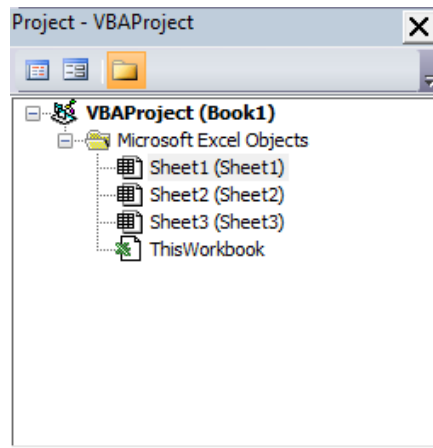 Project - VBAProject
VBAProject (Book1)
Microsoft Excel Objects
Sheet1 (Sheet1)
Sheet2 (Sheet2)
Sheet3 (Sheet3)
ThisWorkbook